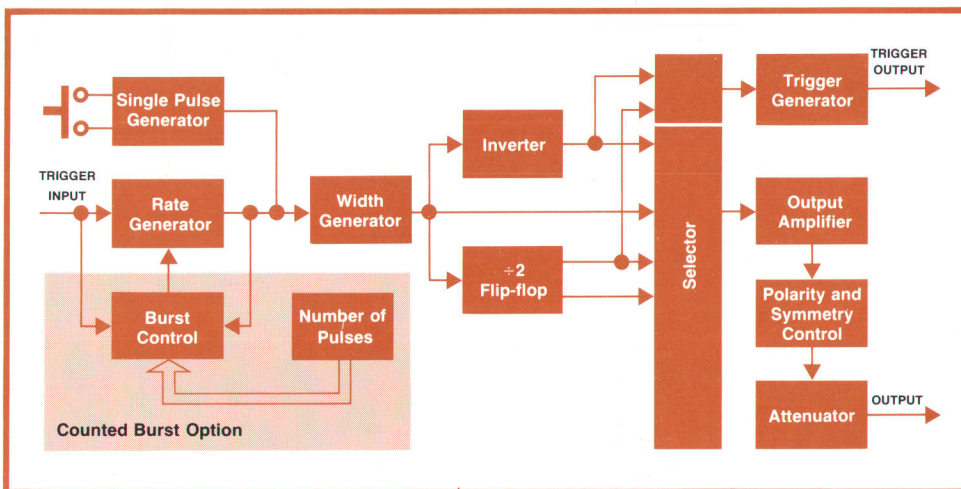 Single Pulse
Generator
TRIGGER
INPUT
Rate
Generator
Burst
Control
Number of
Pulses
Counted Burst Option
Width
Generator
Inverter
÷2
Flip-flop
Selector
Trigger
Generator
TRIGGER
OUTPUT
Output
Amplifier
Polarity and
Symmetry
Control
Attenuator
OUTPUT